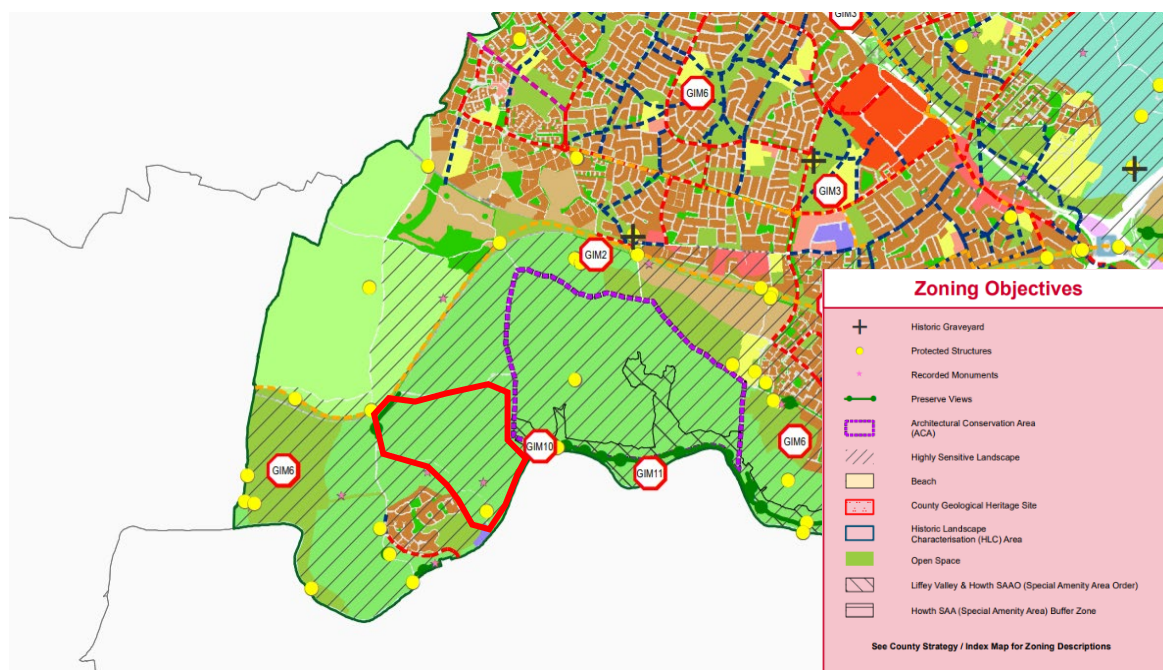 GIM3
GIM6
GIM3
GIM2
GIM10
GIM11
GIM6
GIM6
Zoning Objectives
Historic Graveyard
Protected Structures
Recorded Monuments
Preserve Views
Architectural Conservation Area
(ACA)
Highly Sensitive Landscape
Beach
County Geological Heritage Site
Historic Landscape
Characterisation (HLC) Area
Open Space
Liffey Valley & Howth SAAO (Special Amenity Area Order)
Howth SAA (Special Amenity Area) Buffer Zone
See County Strategy / Index Map for Zoning Descriptions